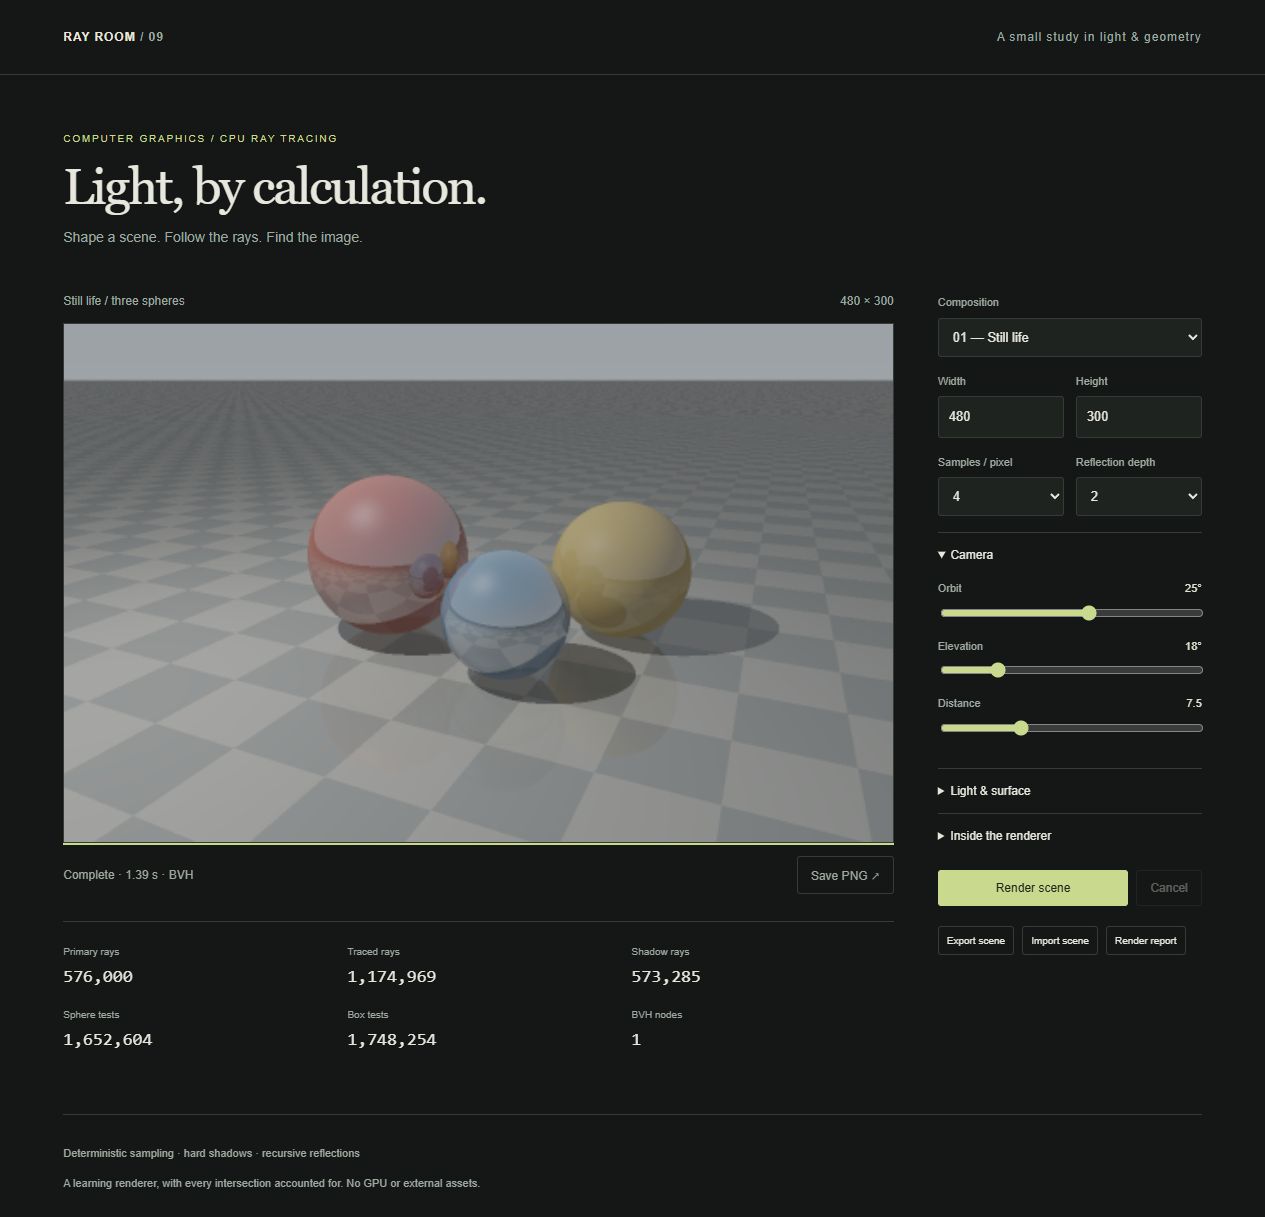 RAY ROOM / 09
A small study in light & geometry
COMPUTER GRAPHICS / CPU RAY TRACING
Light, by calculation.
Shape a scene. Follow the rays. Find the image.
Still life / three spheres
480 × 300
Complete · 1.39 s · BVH
Save PNG ↗
Primary rays
576,000
Traced rays
1,174,969
Shadow rays
573,285
Sphere tests
1,652,604
Box tests
1,748,254
BVH nodes
1
Composition
01 — Still life
Width
480
Height
300
Samples / pixel
4
Reflection depth
2
▼ Camera
Orbit
25°
Elevation
18°
Distance
7.5
▶ Light & surface
▶ Inside the renderer
Render scene
Cancel
Export scene
Import scene
Render report
Deterministic sampling · hard shadows · recursive reflections
A learning renderer, with every intersection accounted for. No GPU or external assets.